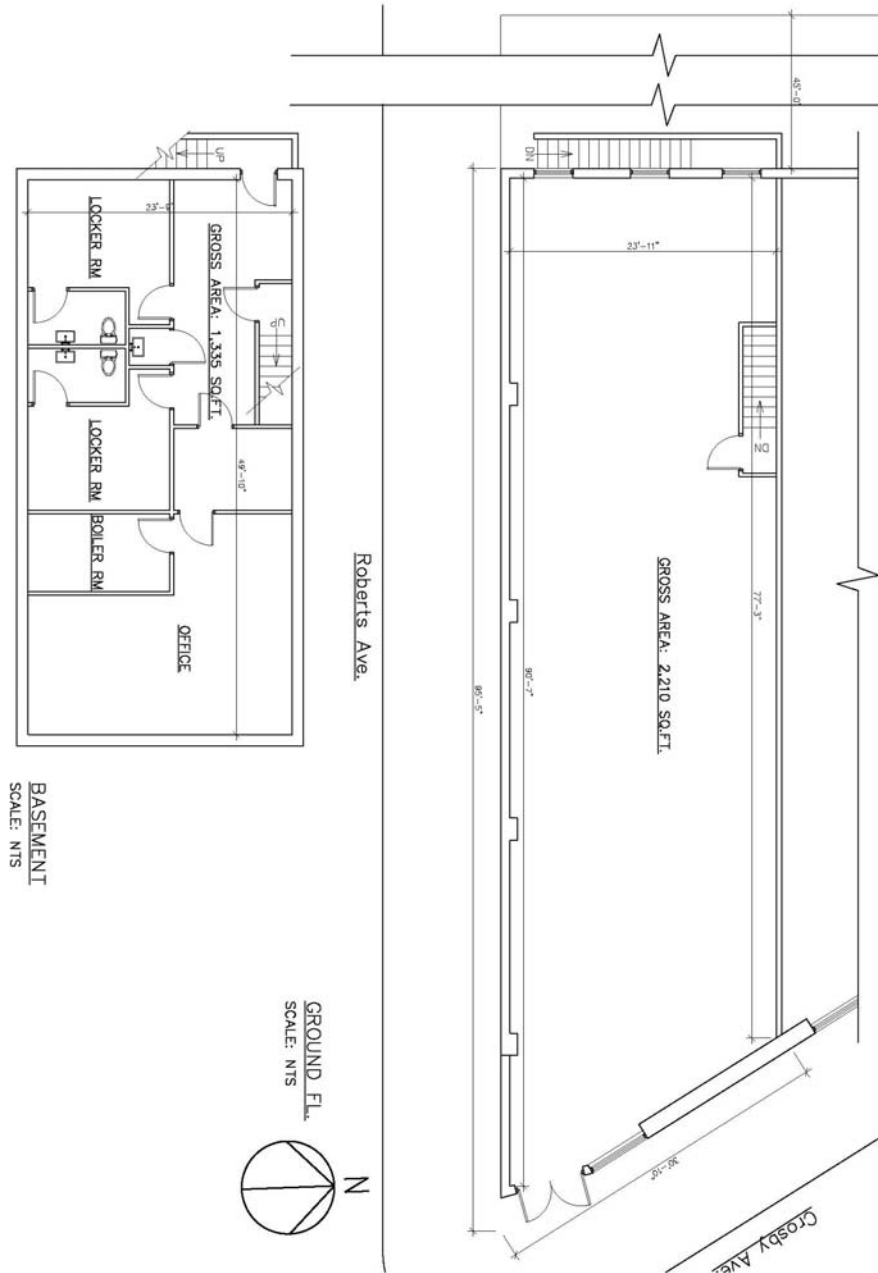 45'-0"
DN
23'-11"
DN
77'-3"
GROSS AREA: 2,210 SQ.FT.
90'-7"
95'-5"
30'-10"
Crosby Ave.
Roberts Ave.
GROUND FL.
SCALE: NTS
N
UP
UP
23'-9"
LOCKER RM
GROSS AREA: 1,335 SQ.FT.
LOCKER RM
49'-10"
BOILER RM
OFFICE
BASEMENT
SCALE: NTS